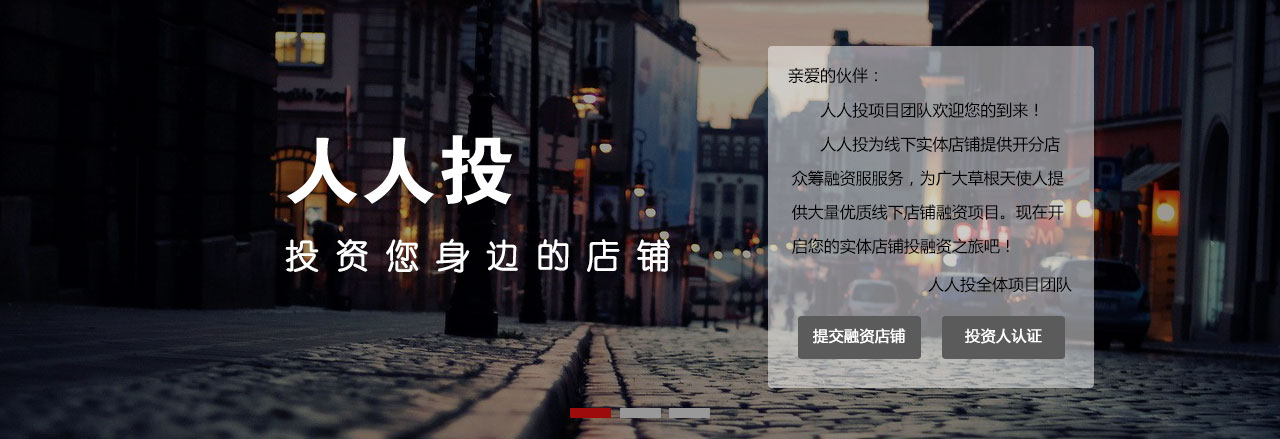 人人投
投资您身边的店铺
亲爱的伙伴：
人人投项目团队欢迎您的到来！
人人投为线下实体店铺提供开分店
众筹融资服服务，为广大草根天使人提
供大量优质线下店铺融资项目。现在开
启您的实体店铺投融资之旅吧！
人人投全体项目团队
提交融资店铺
投资人认证